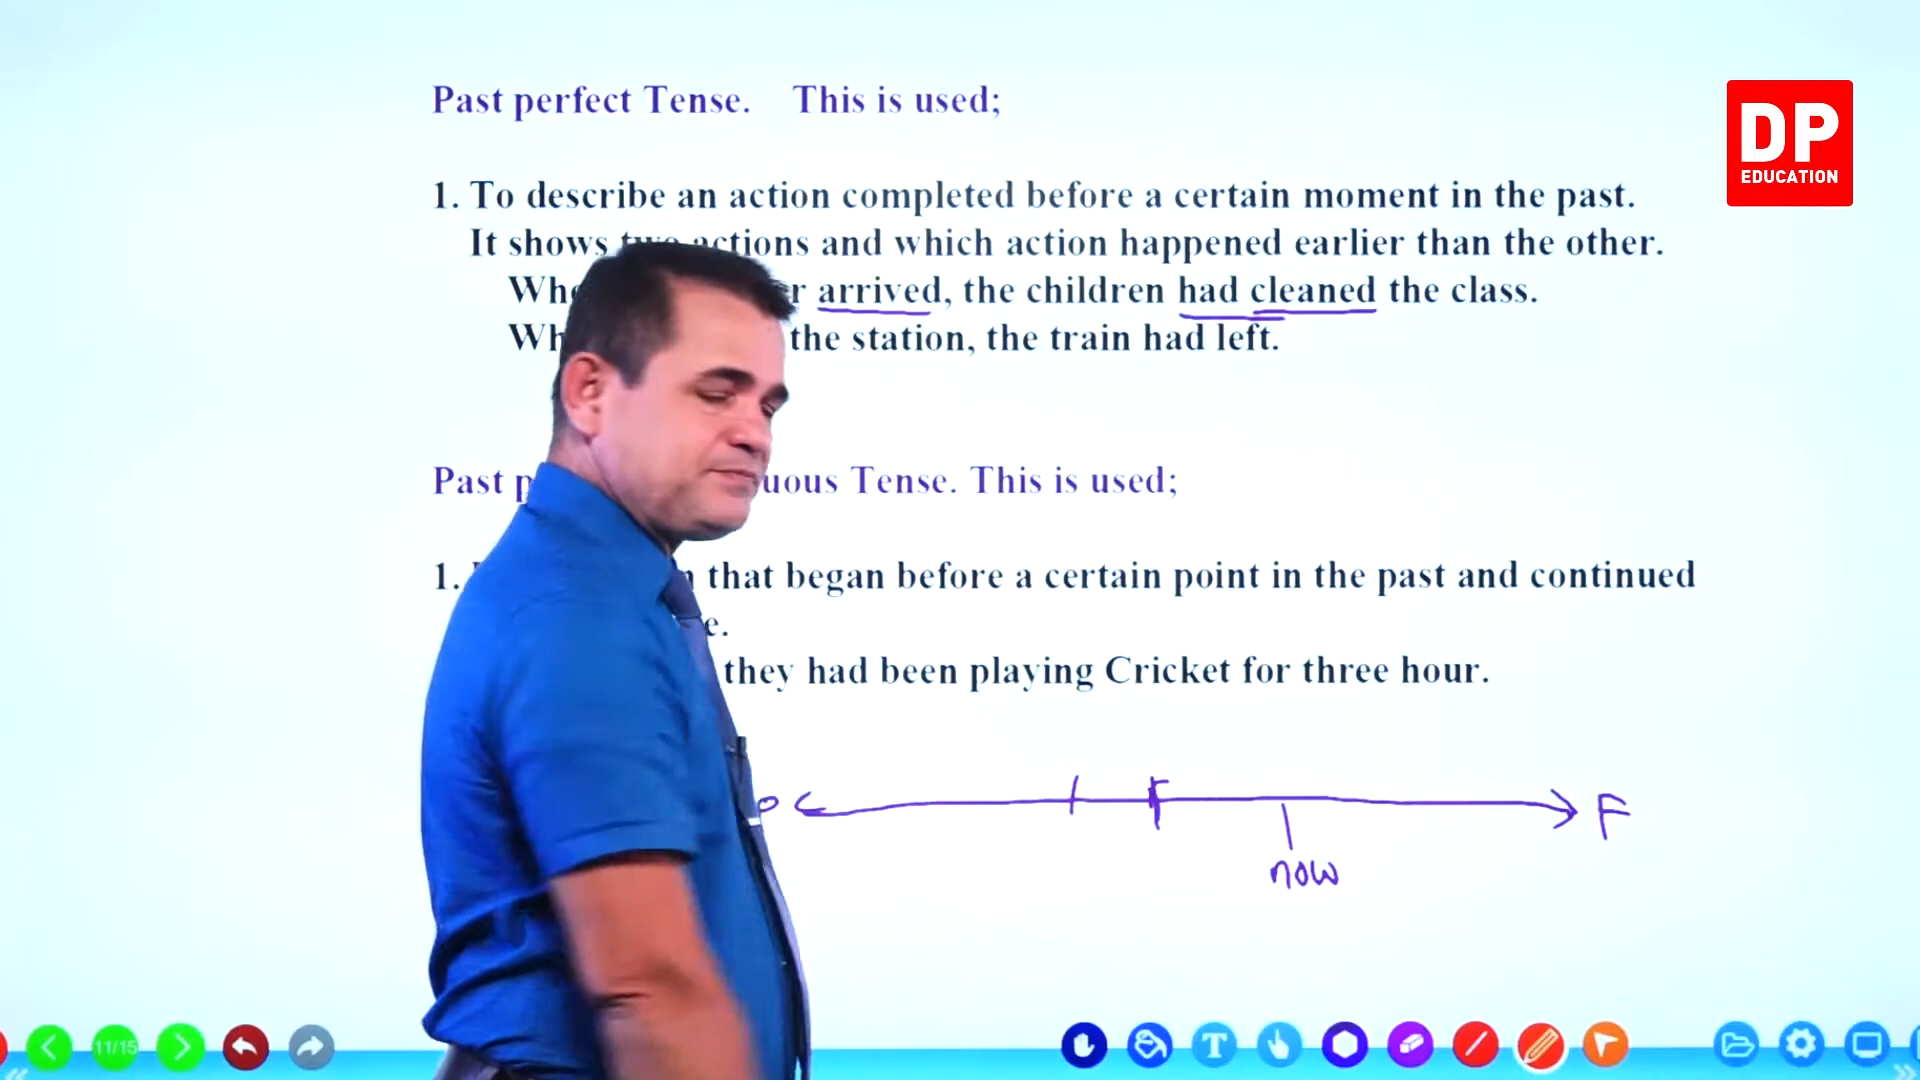 Past perfect Tense. This is used;
DP
EDUCATION
1. To describe an action completed before a certain moment in the past.
It shows two actions and which action happened earlier than the other.
arrived, the children had cleaned the class.
the station, the train had left.
Past Tense. This is used;
1. that began before a certain point in the past and continued
they had been playing Cricket for three hour.
P F
now
11/15
T